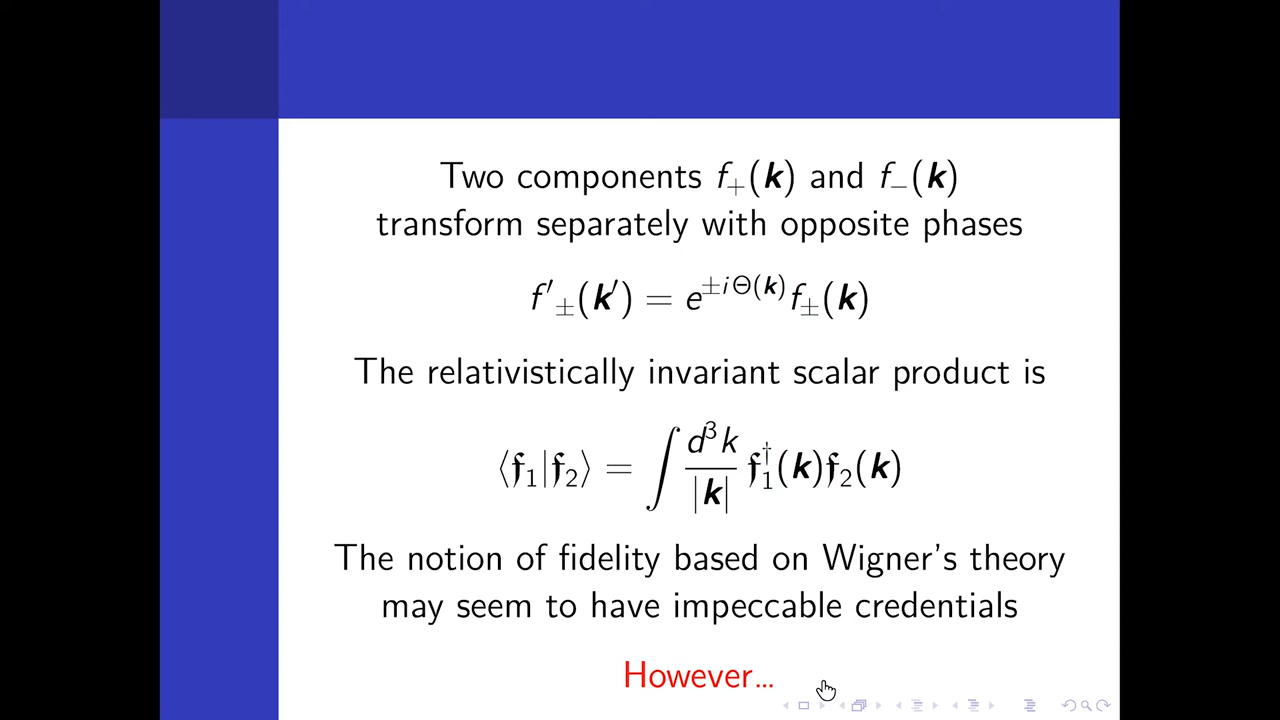 Two components f₊(𝒌) and f₋(𝒌)
transform separately with opposite phases
f′±(𝒌′) = e^{±iΘ(𝒌)} f±(𝒌)
The relativistically invariant scalar product is
⟨𝔣₁|𝔣₂⟩ = ∫ d³k/|𝒌| 𝔣₁†(𝒌)𝔣₂(𝒌)
The notion of fidelity based on Wigner's theory
may seem to have impeccable credentials
However...